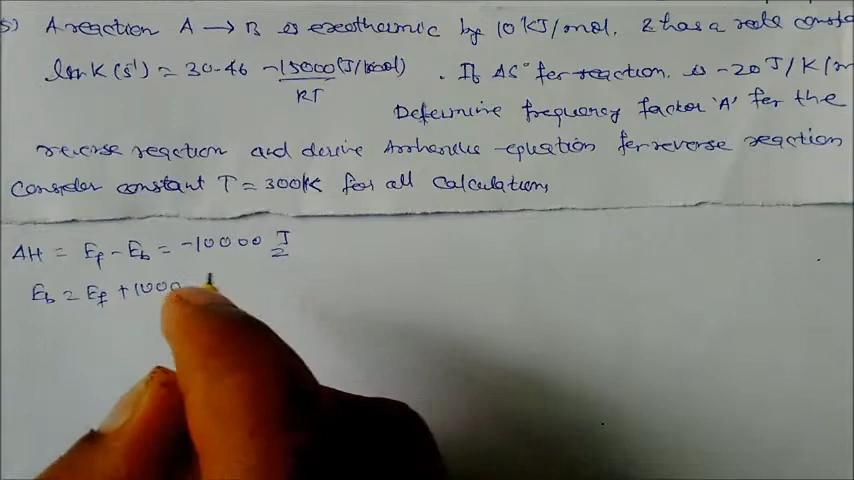 5) A reaction A → B is exothermic by 10 KJ/mol. & has a rate consta
ln K (s⁻¹) = 30.46 - 15000 (J/mol) / RT . If ΔS° for reaction is -20 J/K/m
Determine frequency factor 'A' for the
reverse reaction and derive Arrhenius equation for reverse reaction
Consider constant T = 300K for all calculations
ΔH = Ef - Eb = -10000 J
Eb = Ef + 1000